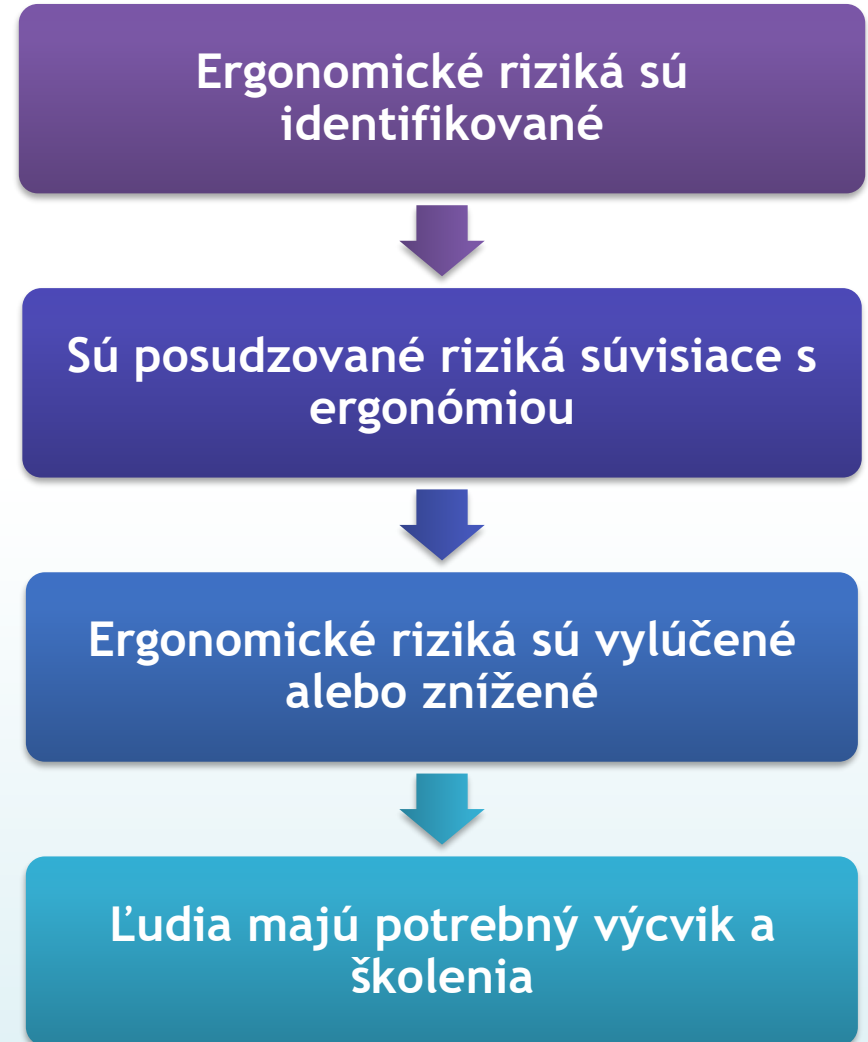 Ergonomické riziká sú
identifikované
Sú posudzované riziká súvisiace s
ergonómiou
Ergonomické riziká sú vylúčené
alebo znížené
Ľudia majú potrebný výcvik a
školenia